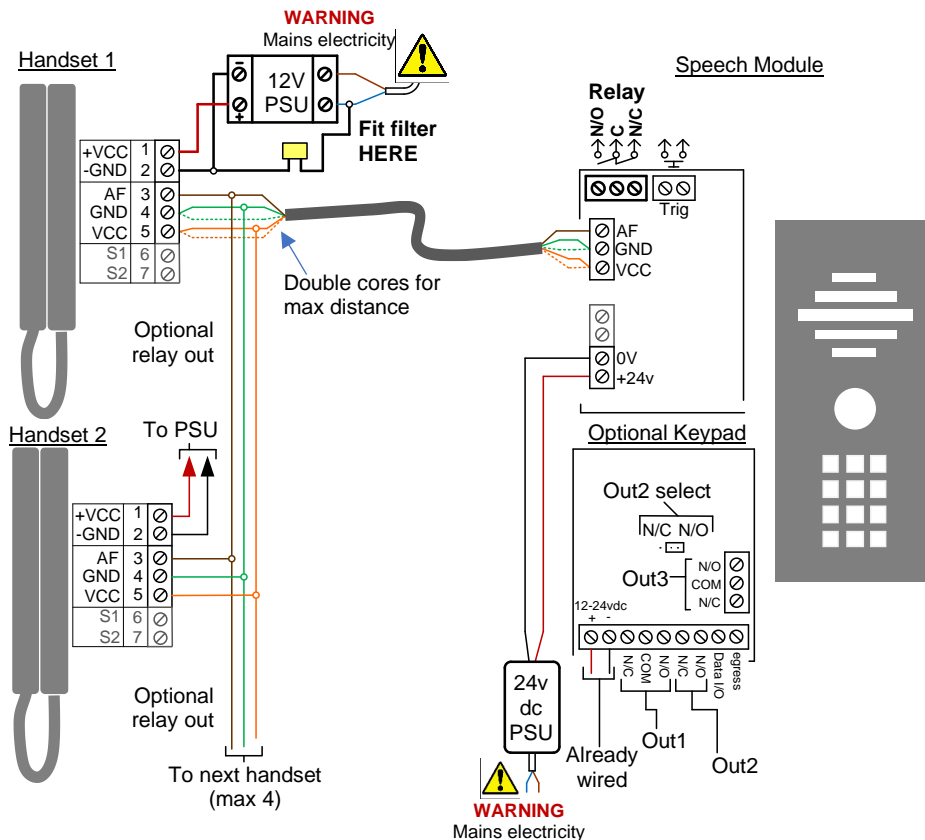 WARNING
Mains electricity
Handset 1
-
12V
PSU
+
Fit filter
HERE
+VCC 1
-GND 2
AF 3
GND 4
VCC 5
S1 6
S2 7
Double cores for
max distance
Optional
relay out
Speech Module
Relay
N/O
C
N/C
Trig
AF
GND
VCC
0V
+24v
Handset 2
To PSU
+VCC 1
-GND 2
AF 3
GND 4
VCC 5
S1 6
S2 7
Optional
relay out
To next handset
(max 4)
Optional Keypad
Out2 select
N/C N/O
Out3
N/O
COM
N/C
12-24vdc
+ -
N/C
COM
N/O
N/C
N/O
Data I/O
egress
Already
wired
Out1
Out2
24v
dc
PSU
WARNING
Mains electricity